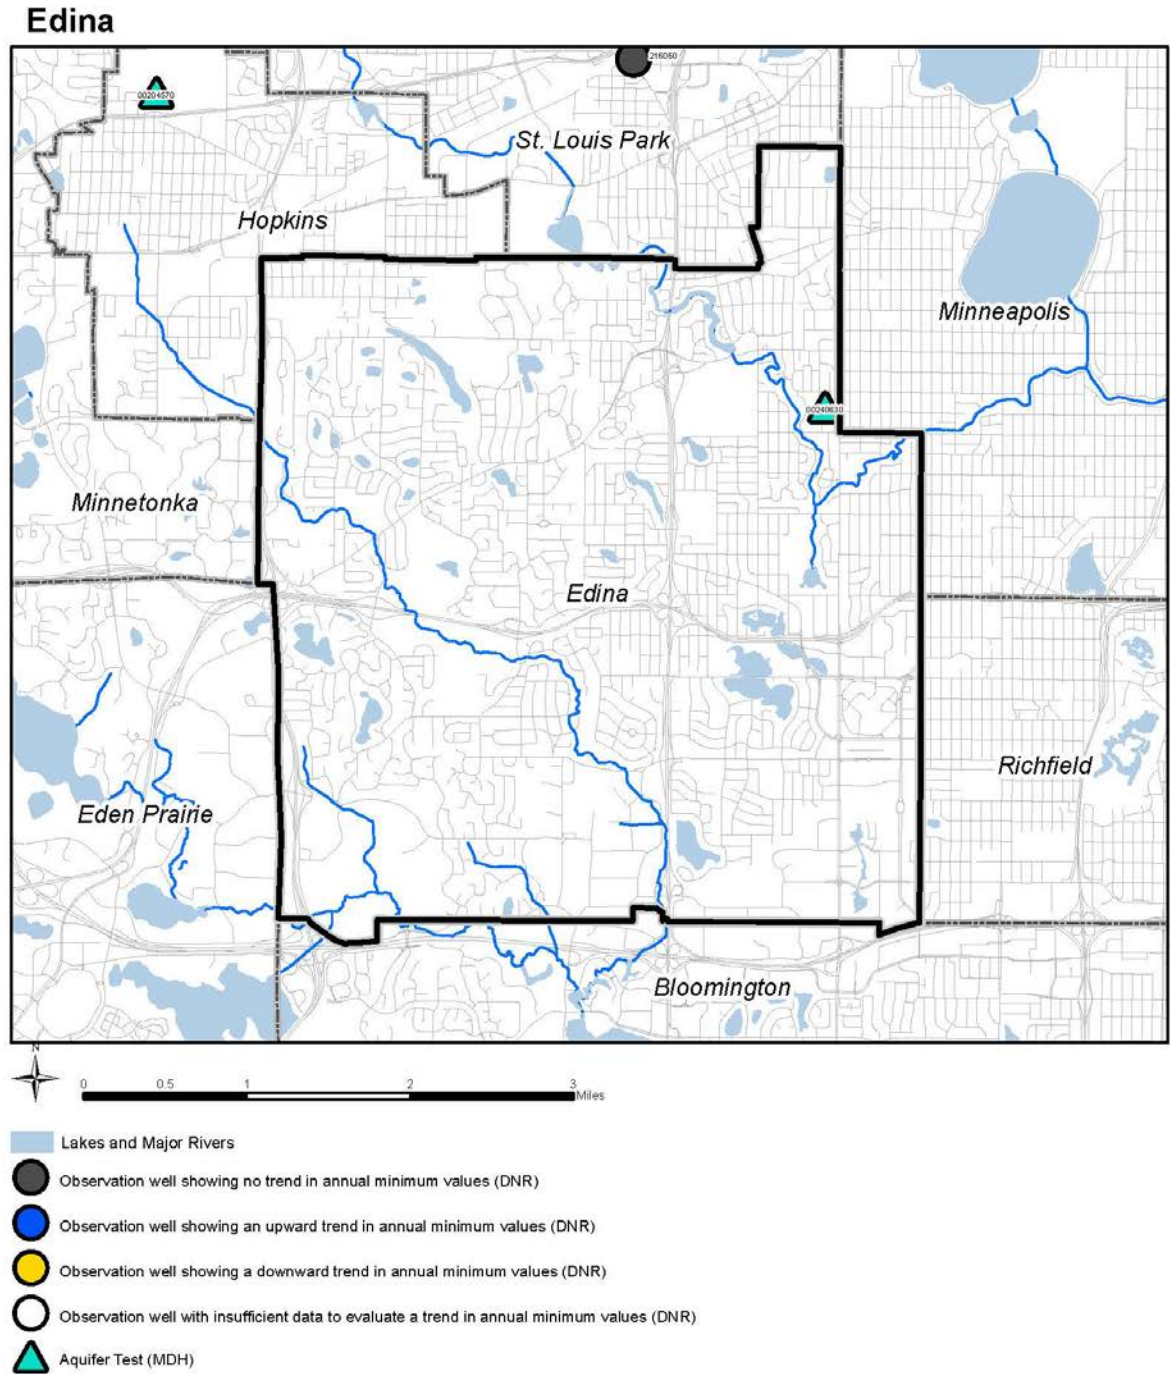 Edina
216060
00204570
St. Louis Park
Hopkins
Minneapolis
00240630
Minnetonka
Edina
Richfield
Eden Prairie
Bloomington
N
0 0.5 1 2 3
Miles
Lakes and Major Rivers
Observation well showing no trend in annual minimum values (DNR)
Observation well showing an upward trend in annual minimum values (DNR)
Observation well showing a downward trend in annual minimum values (DNR)
Observation well with insufficient data to evaluate a trend in annual minimum values (DNR)
Aquifer Test (MDH)